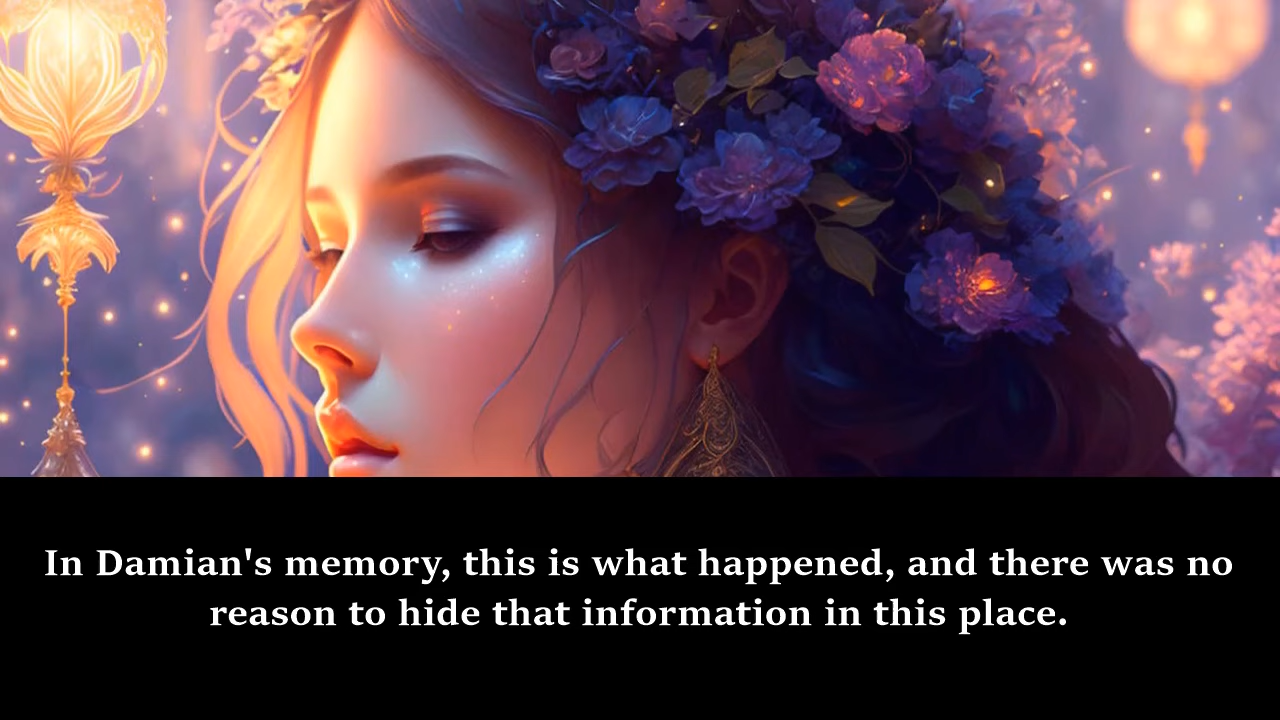 In Damian's memory, this is what happened, and there was no
reason to hide that information in this place.